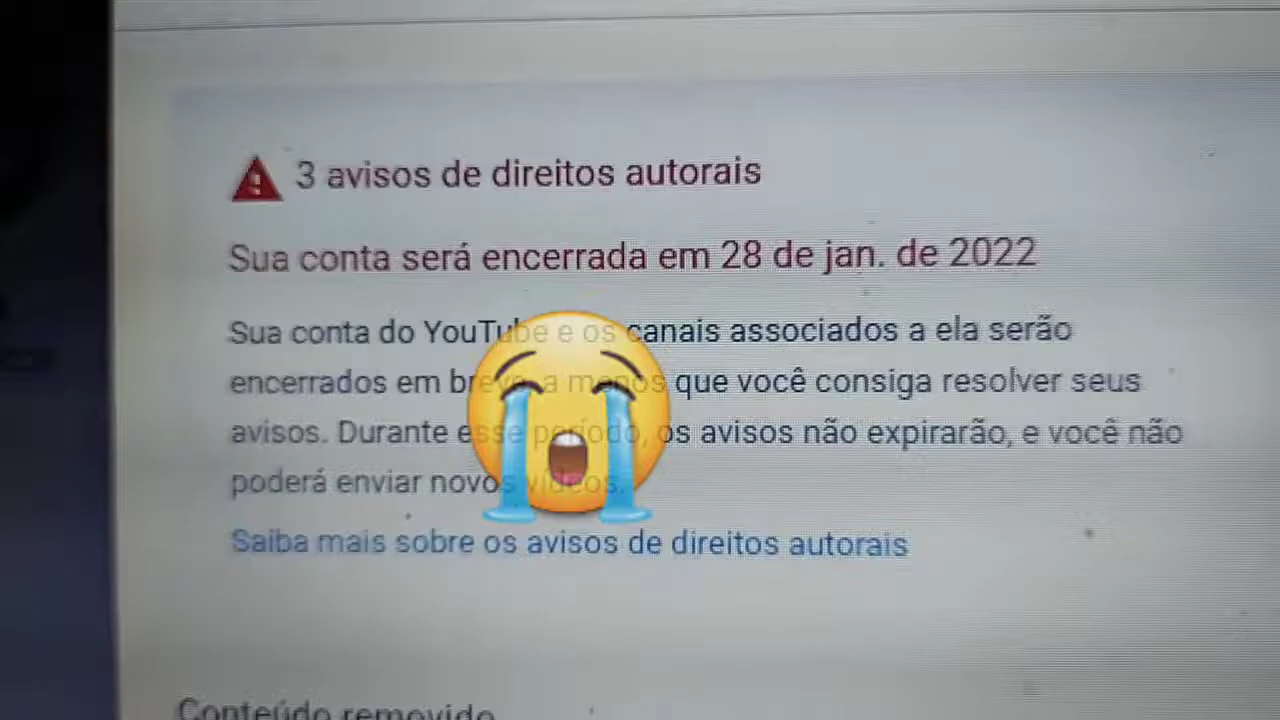 3 avisos de direitos autorais
Sua conta será encerrada em 28 de jan. de 2022
Sua conta do YouTube e os canais associados a ela serão
encerrados em breve, a menos que você consiga resolver seus
avisos. Durante esse período, os avisos não expirarão, e você não
poderá enviar novos vídeos.
Saiba mais sobre os avisos de direitos autorais
Conteúdo removido